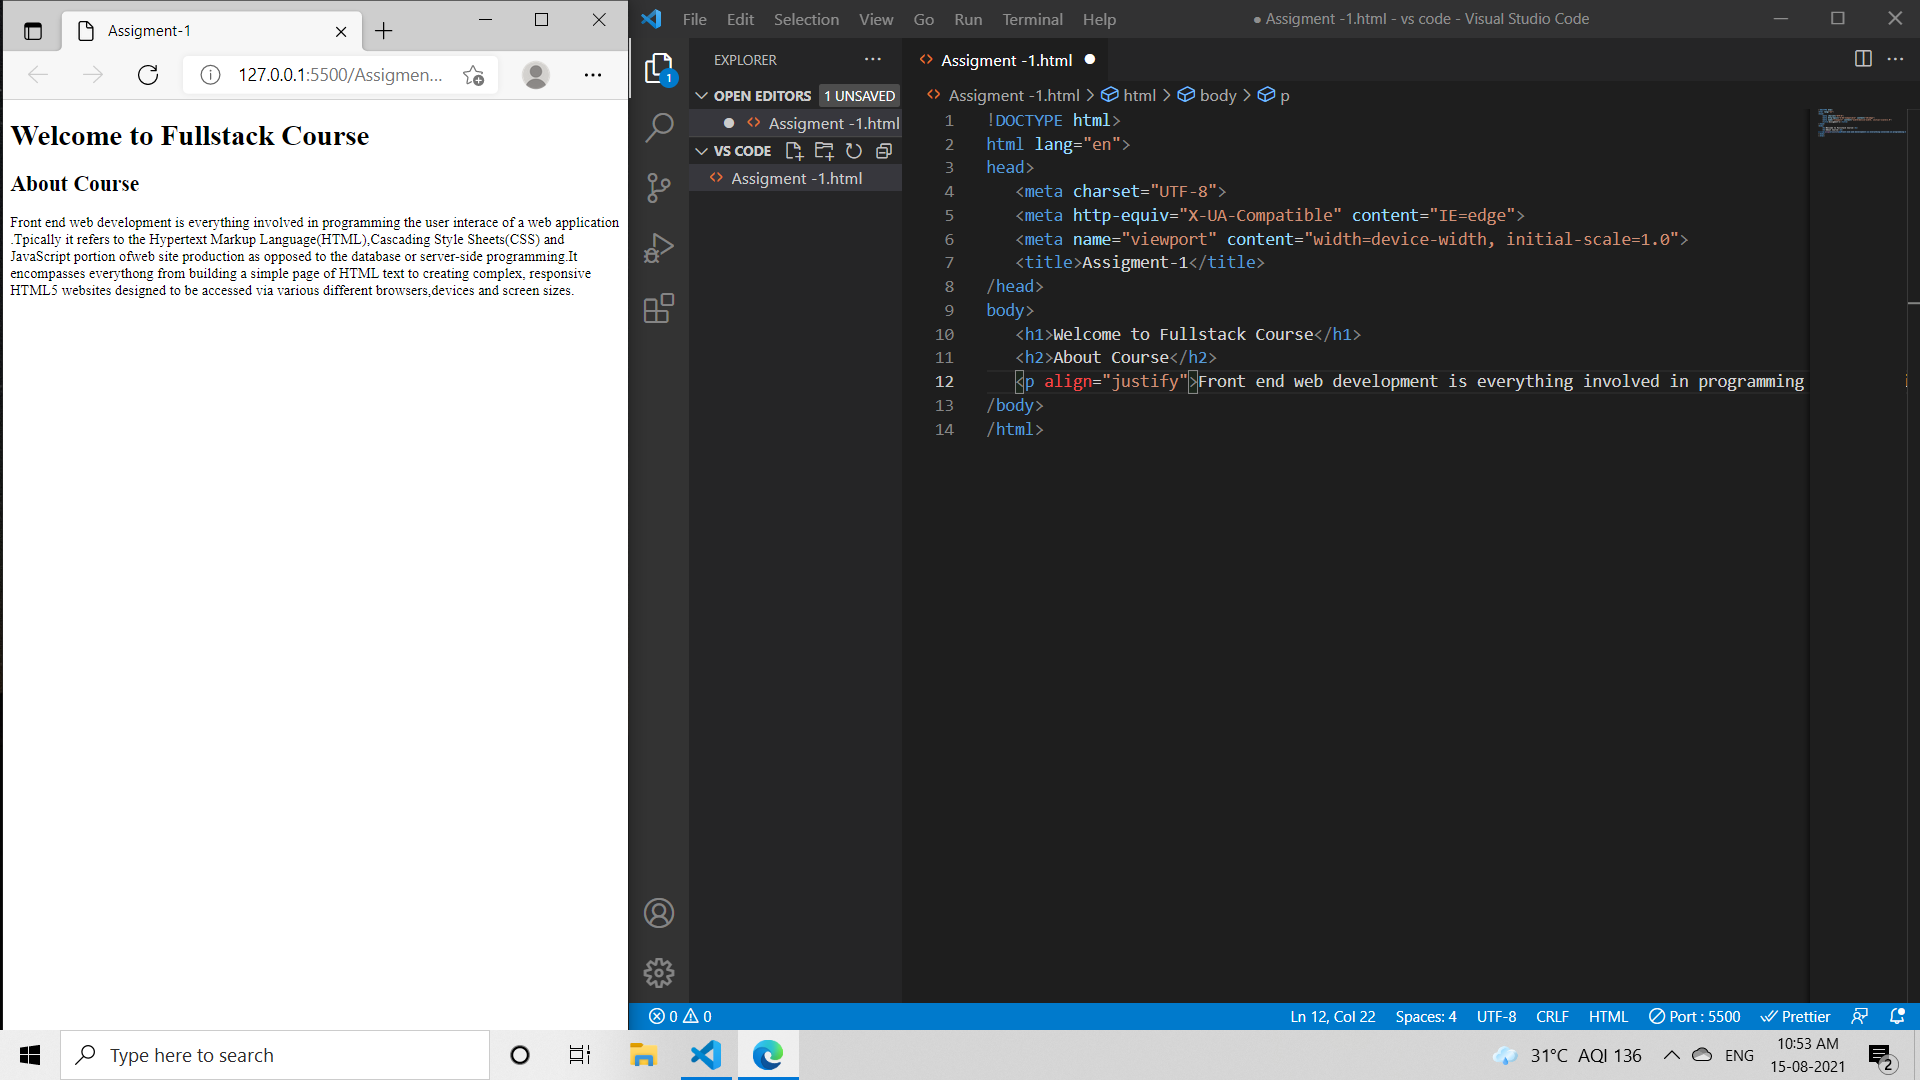 Assigment-1
127.0.0.1:5500/Assigmen...
Welcome to Fullstack Course
About Course
Front end web development is everything involved in programming the user interace of a web application
.Tpically it refers to the Hypertext Markup Language(HTML),Cascading Style Sheets(CSS) and
JavaScript portion ofweb site production as opposed to the database or server-side programming.It
encompasses everythong from building a simple page of HTML text to creating complex, responsive
HTML5 websites designed to be accessed via various different browsers,devices and screen sizes.
File Edit Selection View Go Run Terminal Help
● Assigment -1.html - vs code - Visual Studio Code
1
EXPLORER
OPEN EDITORS 1 UNSAVED
Assigment -1.html
VS CODE
Assigment -1.html
Assigment -1.html
Assigment -1.html > html > body > p
1 !DOCTYPE html>
2 html lang="en">
3 head>
4 <meta charset="UTF-8">
5 <meta http-equiv="X-UA-Compatible" content="IE=edge">
6 <meta name="viewport" content="width=device-width, initial-scale=1.0">
7 <title>Assigment-1</title>
8 /head>
9 body>
10 <h1>Welcome to Fullstack Course</h1>
11 <h2>About Course</h2>
12 <p align="justify">Front end web development is everything involved in programming
13 /body>
14 /html>
0 0
Ln 12, Col 22 Spaces: 4 UTF-8 CRLF HTML Port : 5500 Prettier
Type here to search
31°C AQI 136
ENG
10:53 AM
15-08-2021
2